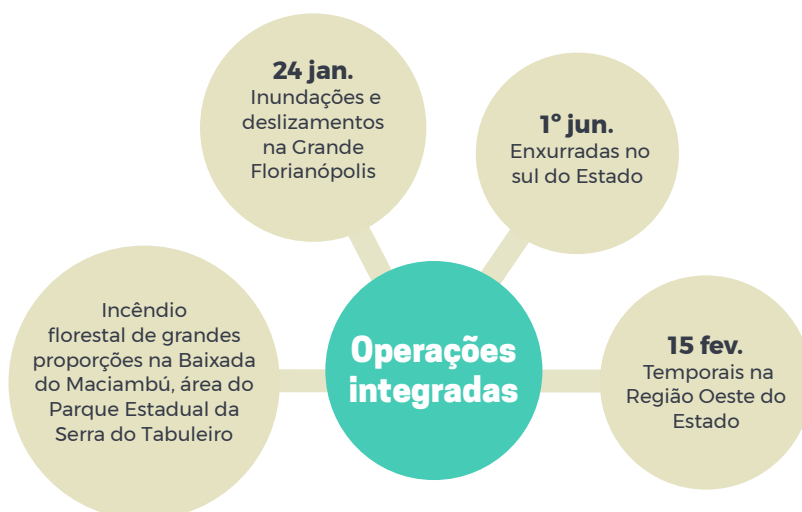 24 jan.
Inundações e
deslizamentos
na Grande
Florianópolis
1º jun.
Enxurradas no
sul do Estado
Incêndio
florestal de grandes
proporções na Baixada
do Maciambú, área do
Parque Estadual da
Serra do Tabuleiro
Operações
integradas
15 fev.
Temporais na
Região Oeste do
Estado